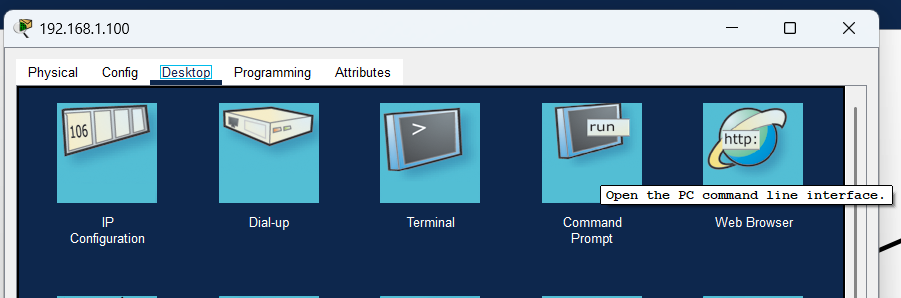 192.168.1.100
Physical Config Desktop Programming Attributes
106
>
run
http:
Open the PC command line interface.
IP
Configuration
Dial-up
Terminal
Command
Prompt
Web Browser